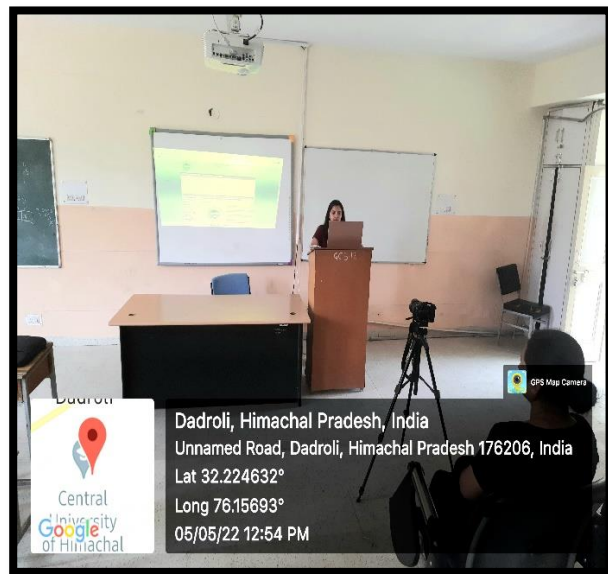 GPS Map Camera
Dadroli
Central
University
of Himachal
Google
Dadroli, Himachal Pradesh, India
Unnamed Road, Dadroli, Himachal Pradesh 176206, India
Lat 32.224632°
Long 76.15693°
05/05/22 12:54 PM